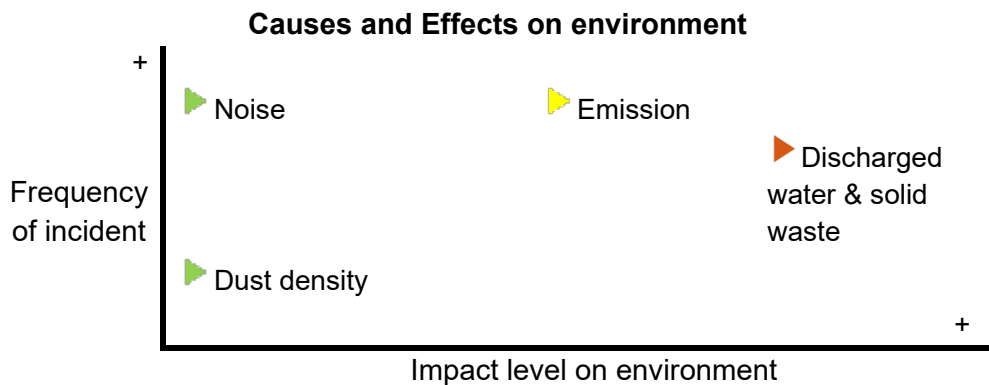 Causes and Effects on environment
+
Noise
Emission
Discharged
water & solid
waste
Frequency
of incident
Dust density
+
Impact level on environment